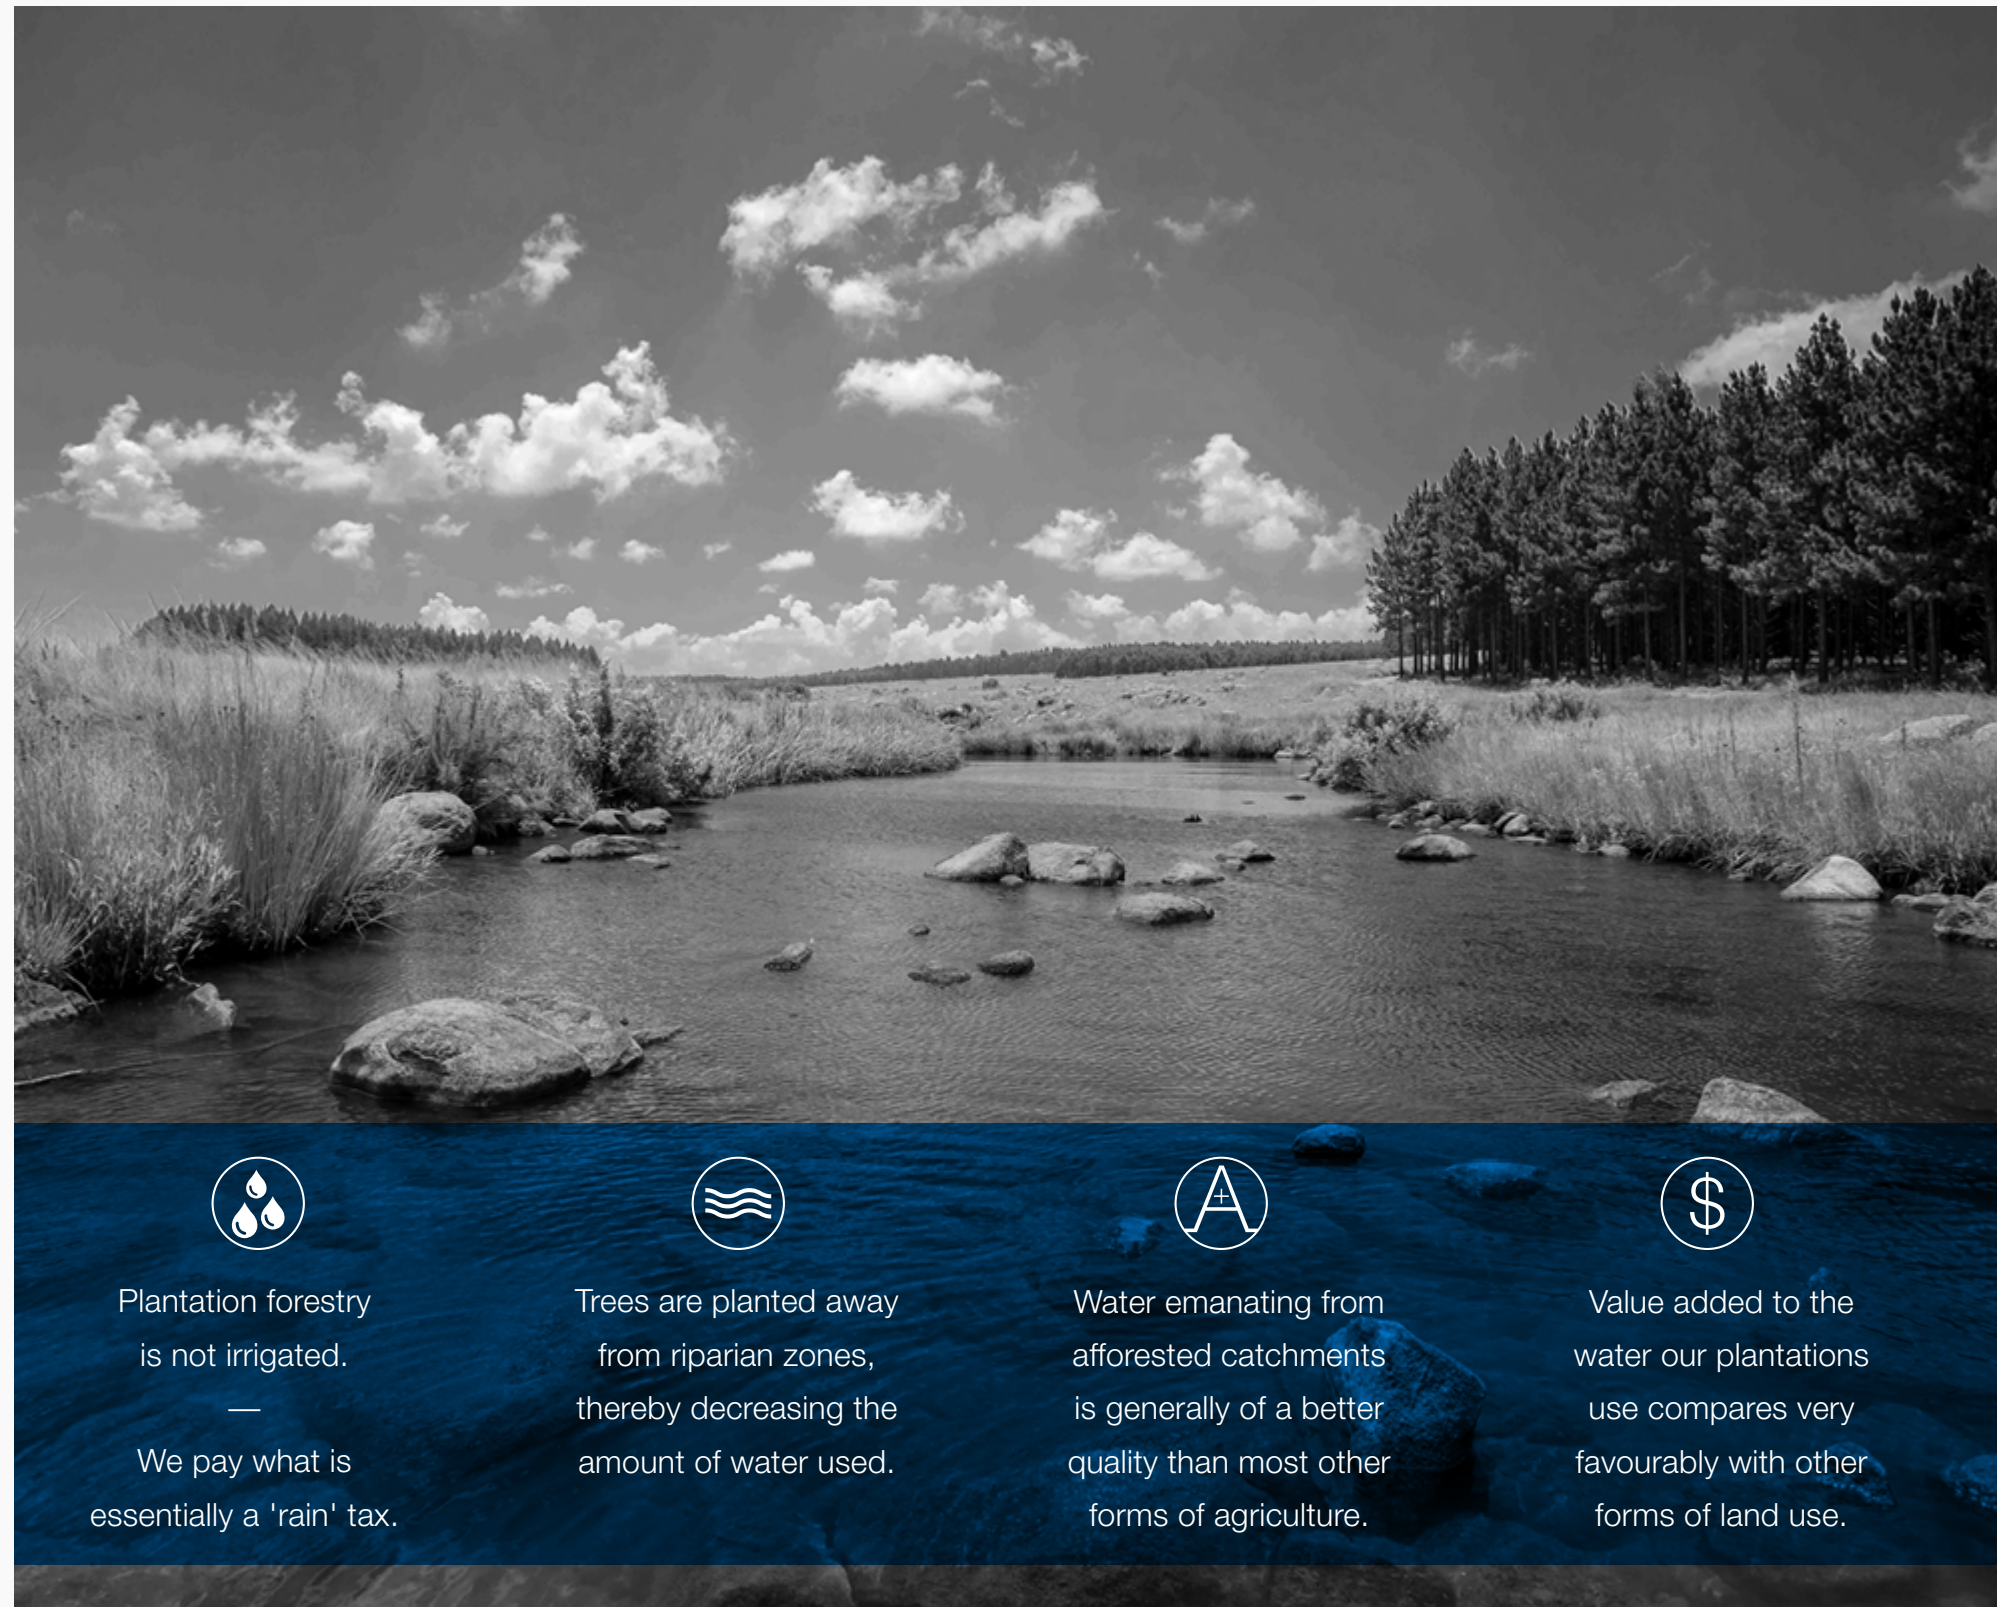 A+
$
Plantation forestry
is not irrigated.
—
We pay what is
essentially a 'rain' tax.
Trees are planted away
from riparian zones,
thereby decreasing the
amount of water used.
Water emanating from
afforested catchments
is generally of a better
quality than most other
forms of agriculture.
Value added to the
water our plantations
use compares very
favourably with other
forms of land use.